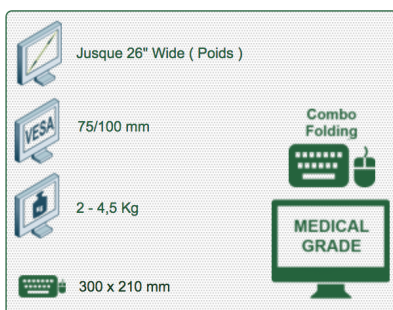 Jusque 26" Wide ( Poids )
VESA
75/100 mm
Combo
Folding
KG
2 - 4,5 Kg
MEDICAL
GRADE
300 x 210 mm